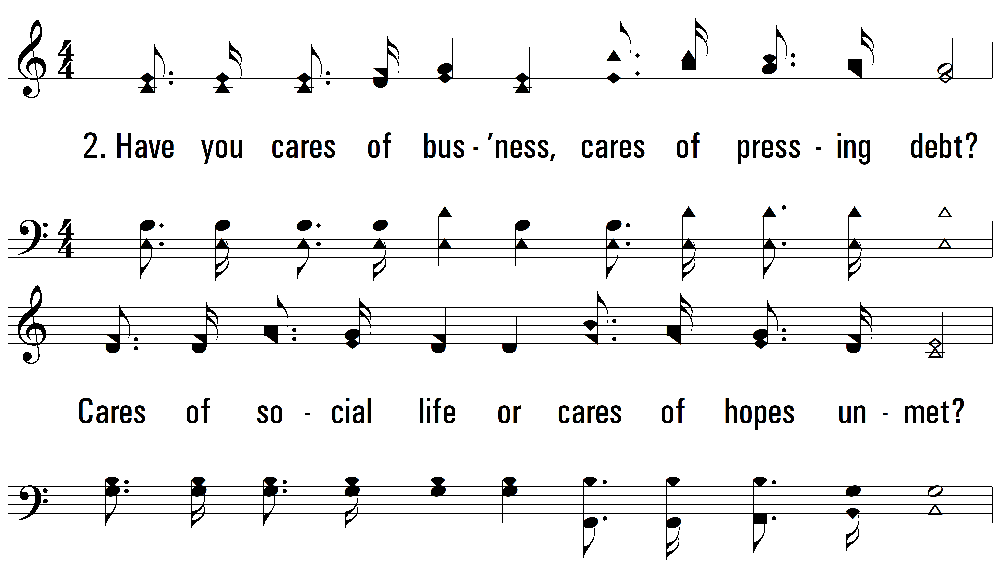 2. Have you cares of bus - ’ness, cares of press - ing debt?
Cares of so - cial life or cares of hopes un - met?